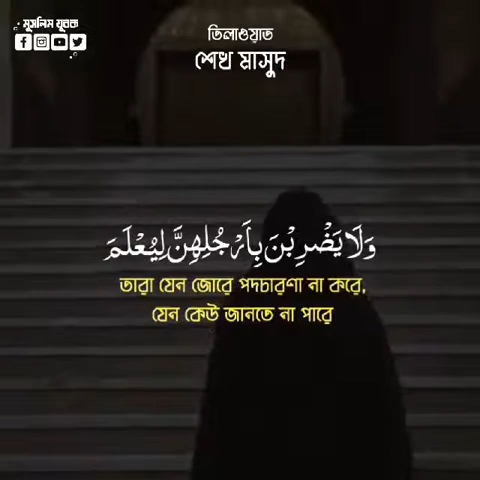 মুসলিম যুবক
তিলাওয়াত
শেখ মাসুদ
وَلَا يَضْرِبْنَ بِأَرْجُلِهِنَّ لِيُعْلَمَ
তারা যেন জোরে পদচারণা না করে,
যেন কেউ জানতে না পারে